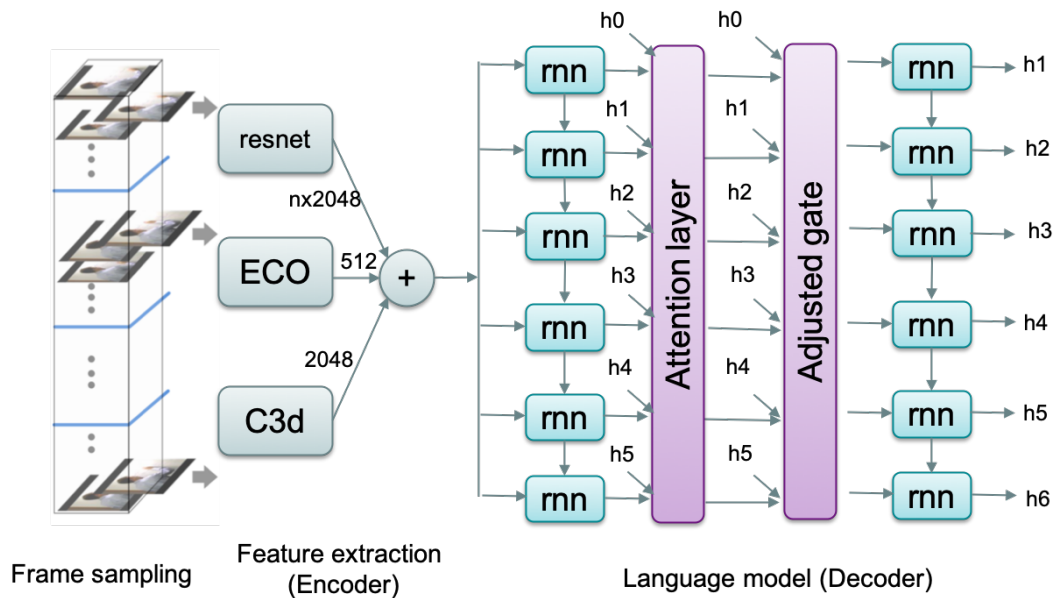 h0
h0
rnn
rnn
h1
resnet
h1
h1
rnn
rnn
h2
nx2048
h2
h2
rnn
rnn
h3
ECO
512
+
h3
h3
rnn
rnn
h4
2048
h4
h4
C3d
rnn
rnn
h5
h5
h5
rnn
rnn
h6
Attention layer
Adjusted gate
Frame sampling
Feature extraction
(Encoder)
Language model (Decoder)